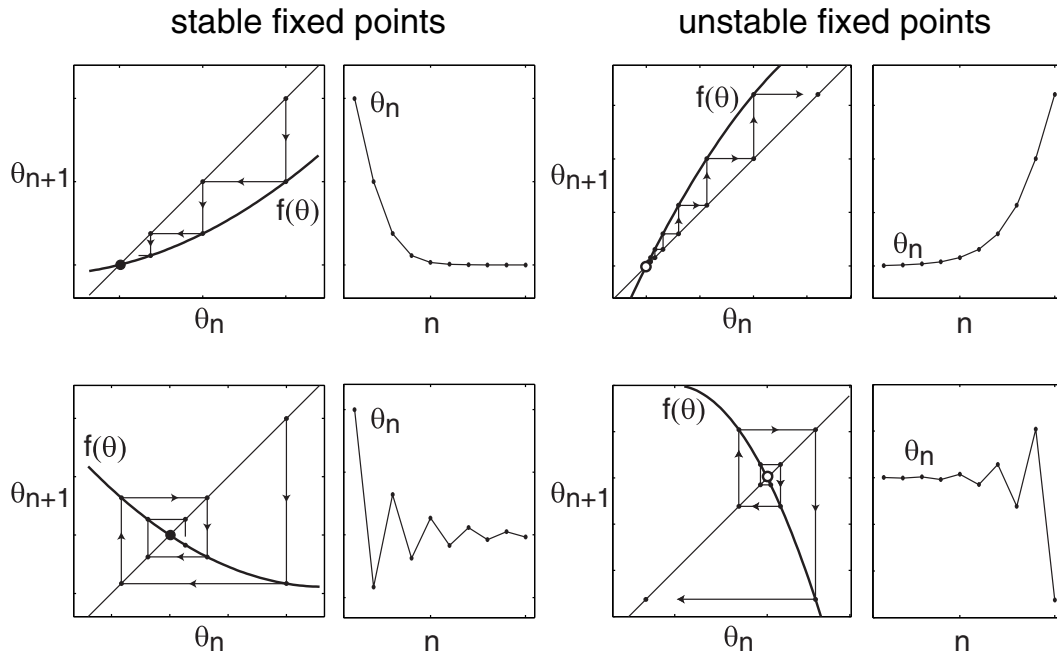 stable fixed points
unstable fixed points
θn+1
f(θ)
θn
θn
n
θn+1
f(θ)
θn
θn
n
θn+1
f(θ)
θn
θn
n
θn+1
f(θ)
θn
θn
n